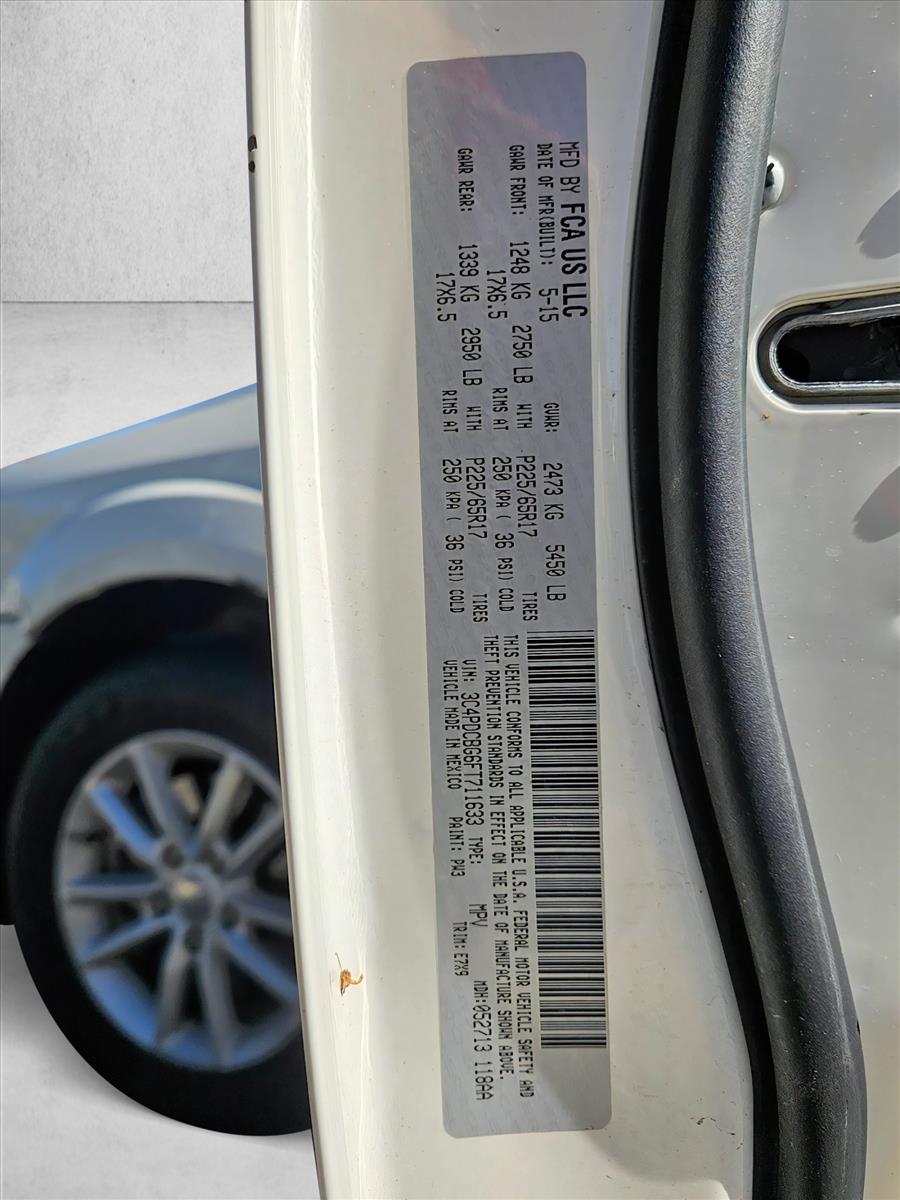 MFD BY FCA US LLC
DATE OF MFR(BUILT): 5-15 GVWR: 2473 KG 5450 LB
GAWR FRONT: 1248 KG 2750 LB WITH P225/65R17 TIRES
17X6.5 RIMS AT 250 KPA ( 36 PSI) COLD
GAWR REAR: 1339 KG 2950 LB WITH P225/65R17 TIRES
17X6.5 RIMS AT 250 KPA ( 36 PSI) COLD
THIS VEHICLE CONFORMS TO ALL APPLICABLE U.S.A. FEDERAL MOTOR VEHICLE SAFETY AND
THEFT PREVENTION STANDARDS IN EFFECT ON THE DATE OF MANUFACTURE SHOWN ABOVE.
VIN: 3C4PDCBG6FT711633 TYPE: MPV MDH:052713 118AA
VEHICLE MADE IN MEXICO PAINT: PW3 TRIM: E7X9